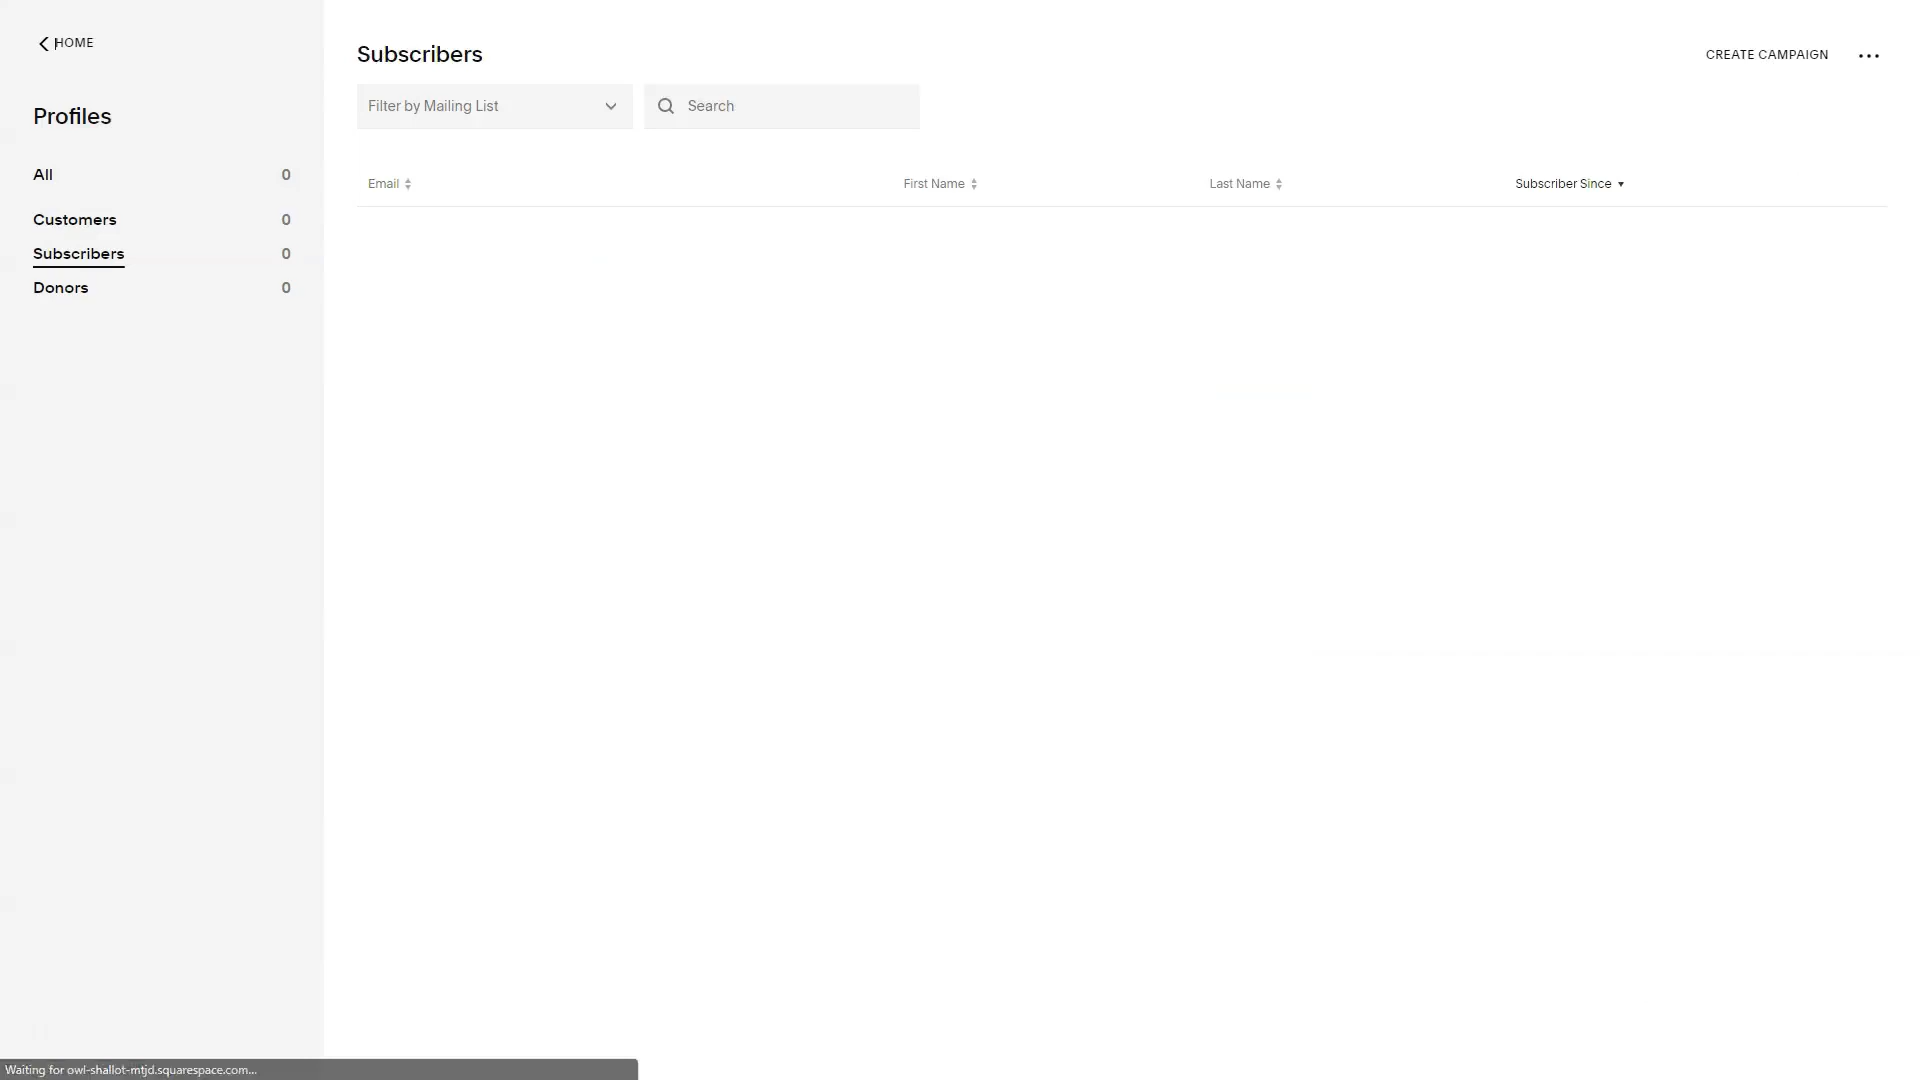 HOME
Profiles
All 0
Customers 0
Subscribers 0
Donors 0
Subscribers
CREATE CAMPAIGN
Filter by Mailing List
Search
Email First Name Last Name Subscriber Since
Waiting for owl-shallot-mtjd.squarespace.com...